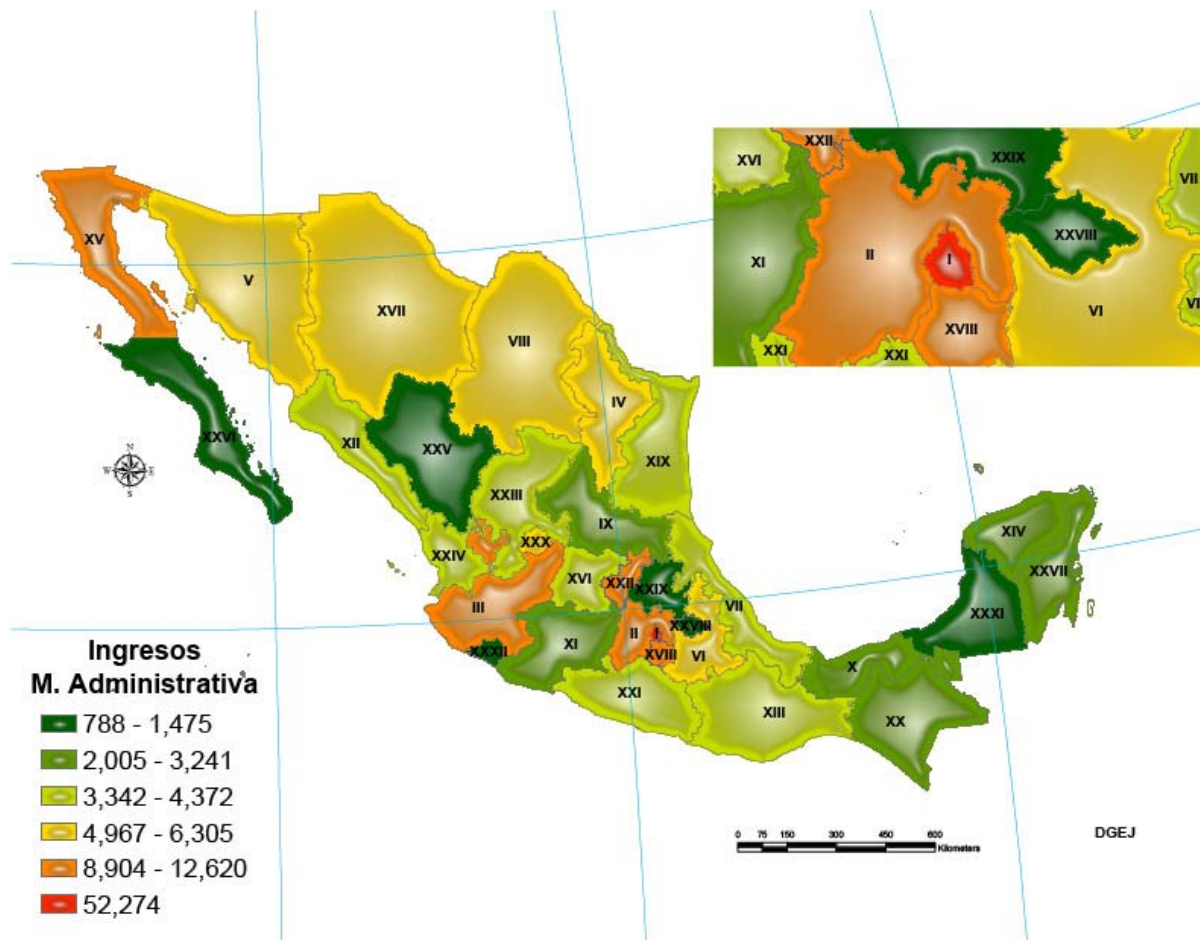 XXII
XVI
XXIX
VII
XXVIII
XI
II
I
VI
VI
XVIII
XXI
XXI
XV
V
XVII
VIII
IV
XII
XXV
XXVI
XIX
XXIII
N
W E
S
IX
XXX
XXIV
XVI
XXII
XXIX
III
VII
XIV
XXVII
XXXI
II
I
XXVIII
XI
XVIII
VI
XXXII
X
XXI
XIII
XX
Ingresos
M. Administrativa
788 - 1,475
2,005 - 3,241
3,342 - 4,372
4,967 - 6,305
8,904 - 12,620
52,274
0 75 150 300 450 600
Kilometers
DGEJ